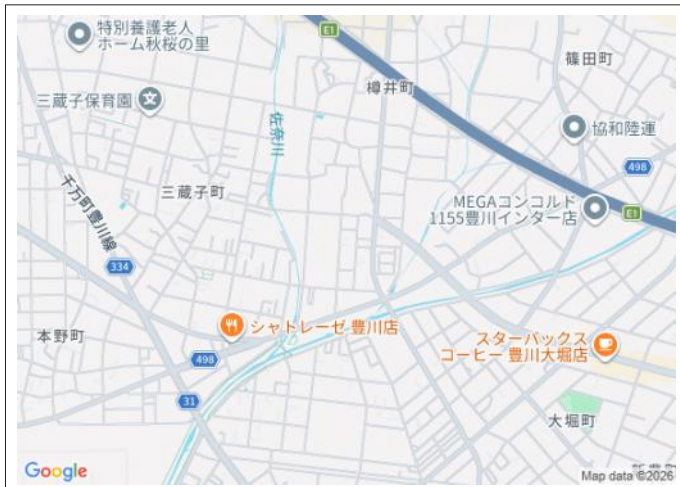 特別養護老人
ホーム秋桜の里
E1
篠田町
樽井町
三蔵子保育園
佐奈川
協和陸運
498
三蔵子町
MEGAコンコルド
1155豊川インター店
E1
千万町豊川線
334
本野町
シャトレーゼ 豊川店
スターバックス
コーヒー 豊川大堀店
498
31
大堀町
Google
Map data ©2026